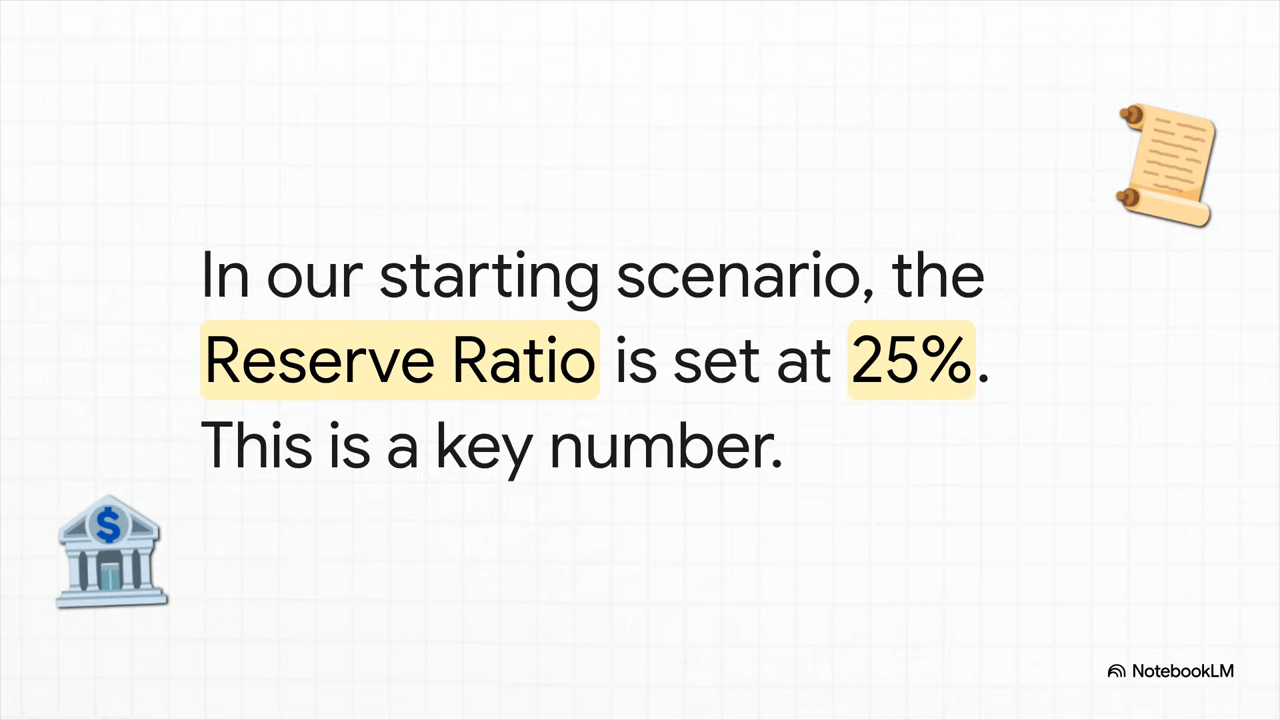 In our starting scenario, the
Reserve Ratio is set at 25%.
This is a key number.
$
NotebookLM